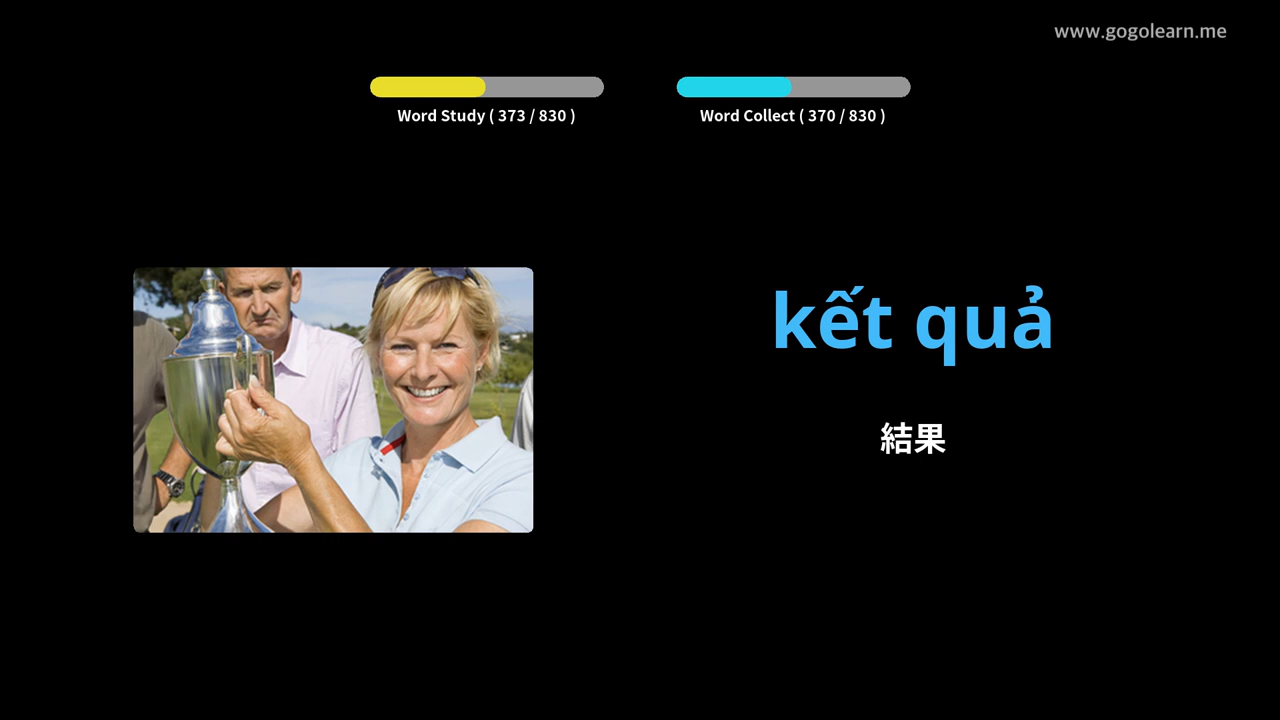 www.gogolearn.me
Word Study ( 373 / 830 )
Word Collect ( 370 / 830 )
kết quả
結果